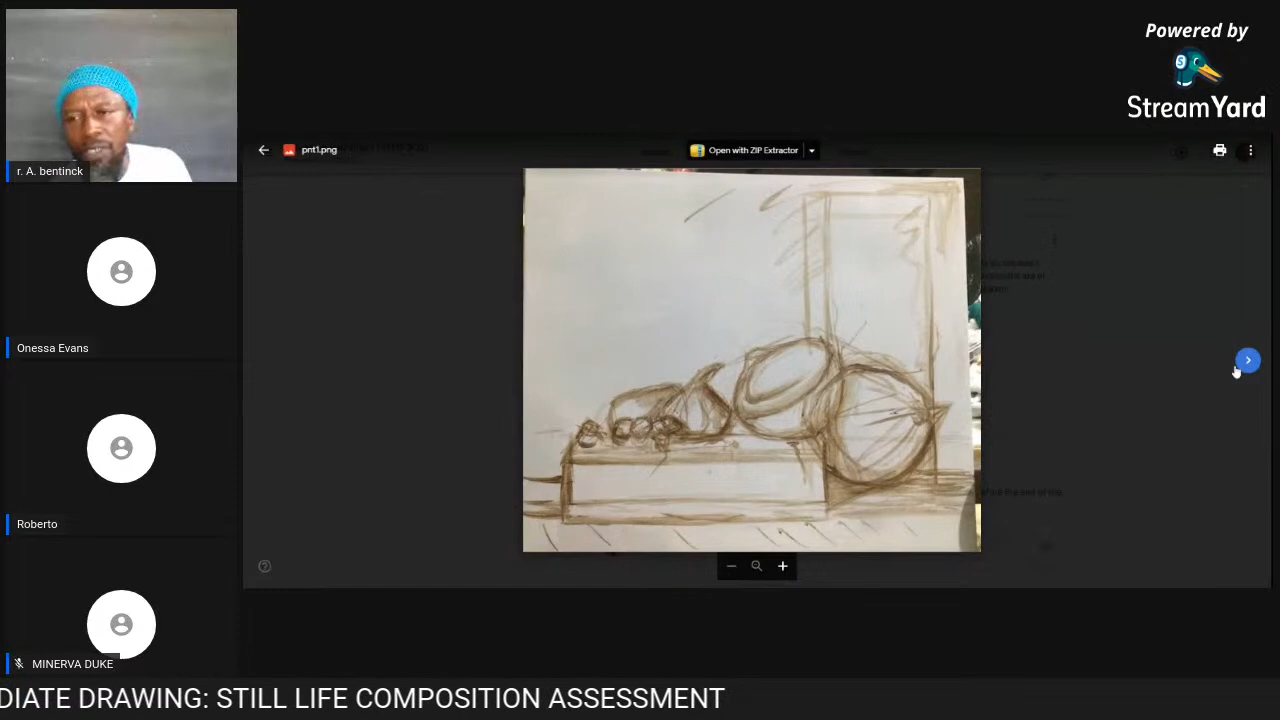 Powered by
StreamYard
pnt1.png
Open with ZIP Extractor
r. A. bentinck
Onessa Evans
Roberto
MINERVA DUKE
DIATE DRAWING: STILL LIFE COMPOSITION ASSESSMENT